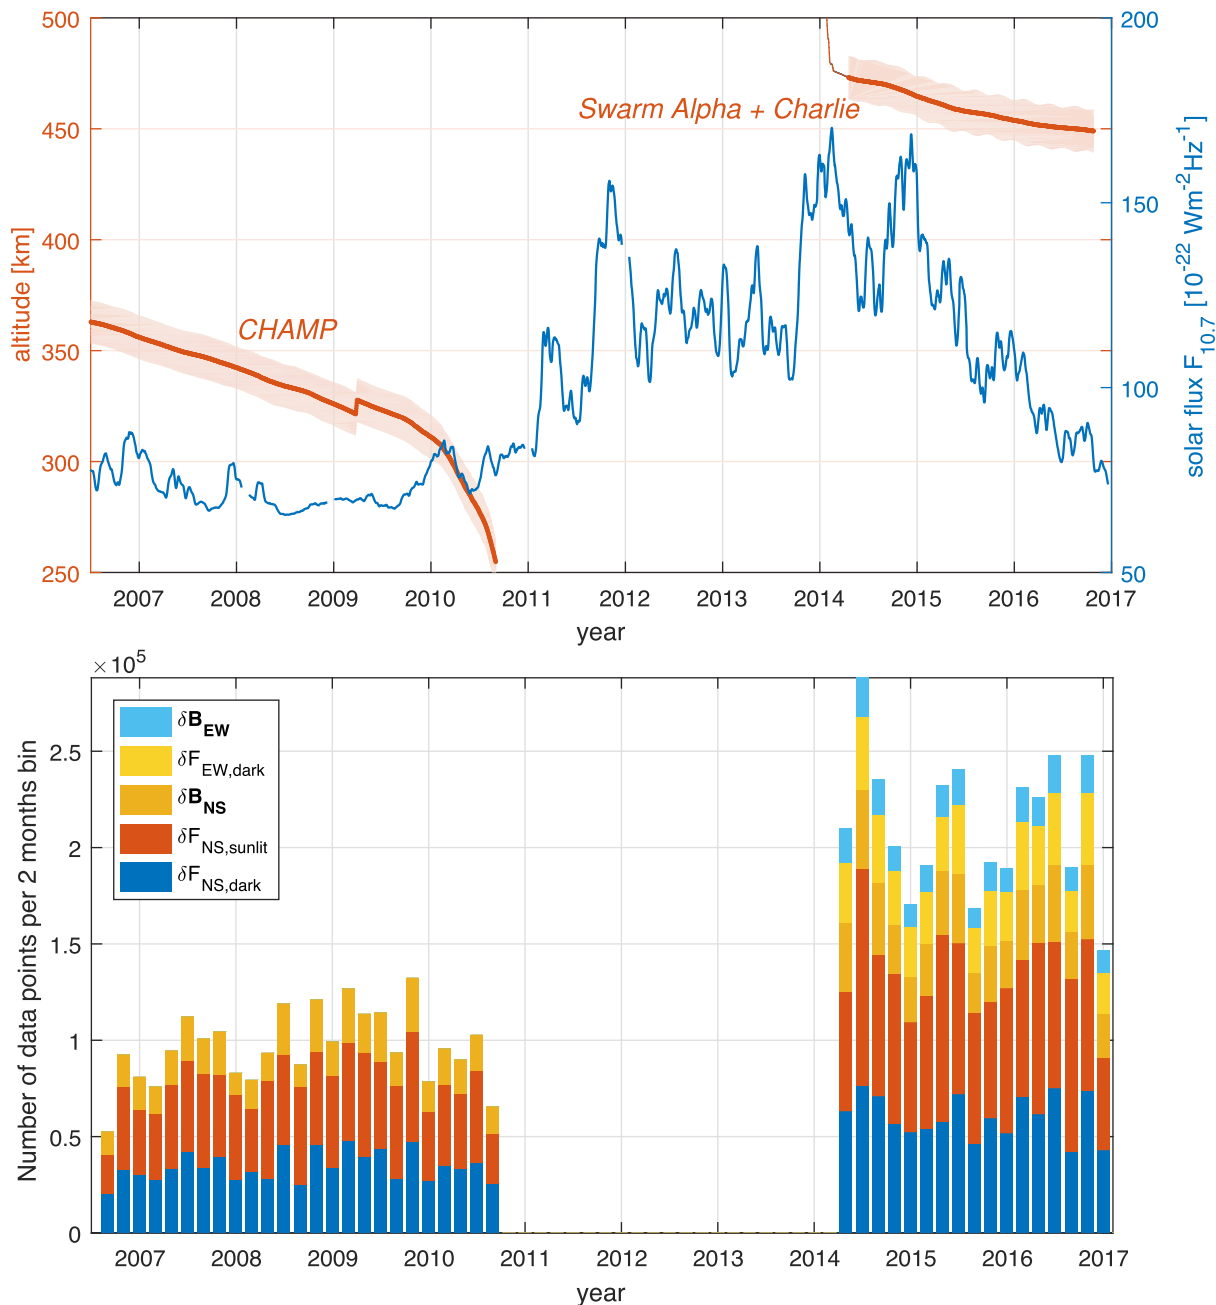 500
450
400
350
300
250
altitude [km]
200
150
100
50
solar flux F10.7 [10-22 Wm-2Hz-1]
Swarm Alpha + Charlie
CHAMP
2007 2008 2009 2010 2011 2012 2013 2014 2015 2016 2017
year
×10^5
2.5
2
1.5
1
0.5
0
Number of data points per 2 months bin
δBEW
δFEW,dark
δBNS
δFNS,sunlit
δFNS,dark
2007 2008 2009 2010 2011 2012 2013 2014 2015 2016 2017
year